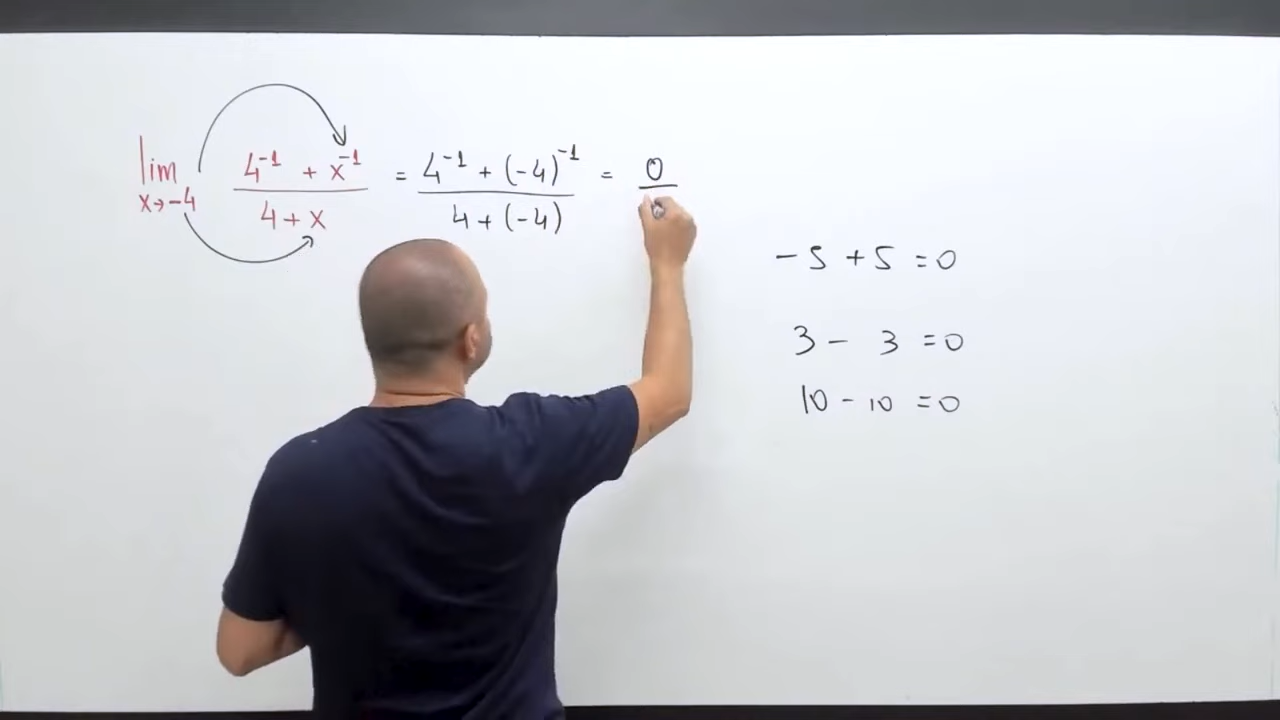 lim x→-4 (4⁻¹ + x⁻¹)/(4 + x) = (4⁻¹ + (-4)⁻¹)/(4 + (-4)) = 0/
- 5 + 5 = 0
3 - 3 = 0
10 - 10 = 0